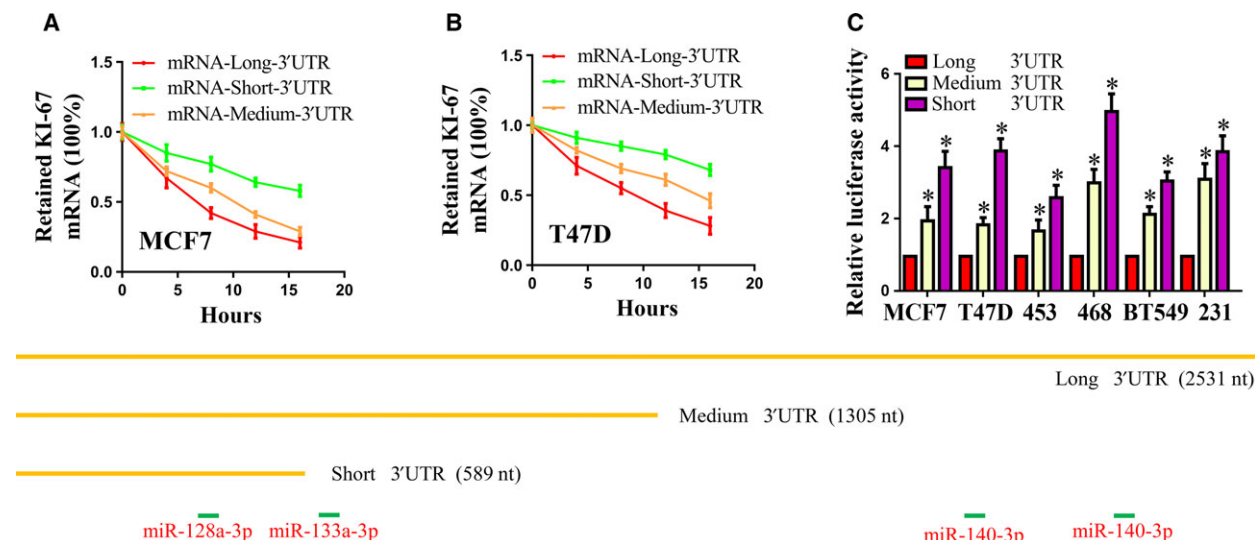 A
mRNA-Long-3′UTR
mRNA-Short-3′UTR
mRNA-Medium-3′UTR
Retained KI-67
mRNA (100%)
1.5
1.0
0.5
0.0
MCF7
0 5 10 15 20
Hours
B
mRNA-Long-3′UTR
mRNA-Short-3′UTR
mRNA-Medium-3′UTR
Retained KI-67
mRNA (100%)
1.5
1.0
0.5
0.0
T47D
0 5 10 15 20
Hours
C
Long 3′UTR
Medium 3′UTR
Short 3′UTR
Relative luciferase activity
6
4
2
0
* * * * * * * * * * * *
MCF7 T47D 453 468 BT549 231
Long 3′UTR (2531 nt)
Medium 3′UTR (1305 nt)
Short 3′UTR (589 nt)
miR-128a-3p miR-133a-3p miR-140-3p miR-140-3p